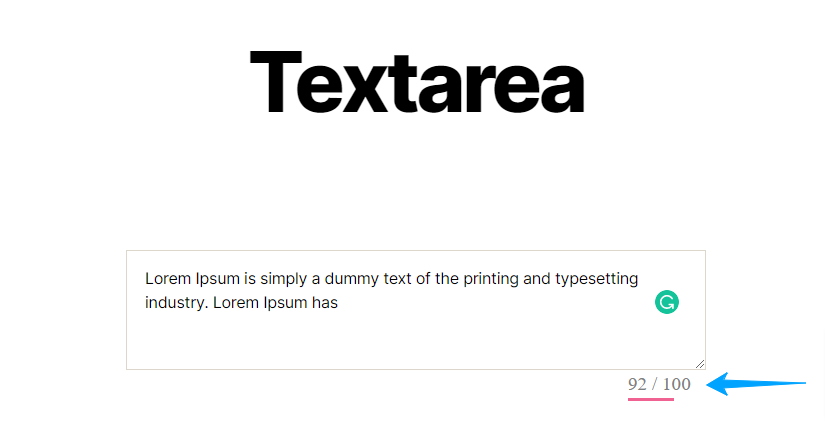 Textarea
Lorem Ipsum is simply a dummy text of the printing and typesetting
industry. Lorem Ipsum has
92 / 100